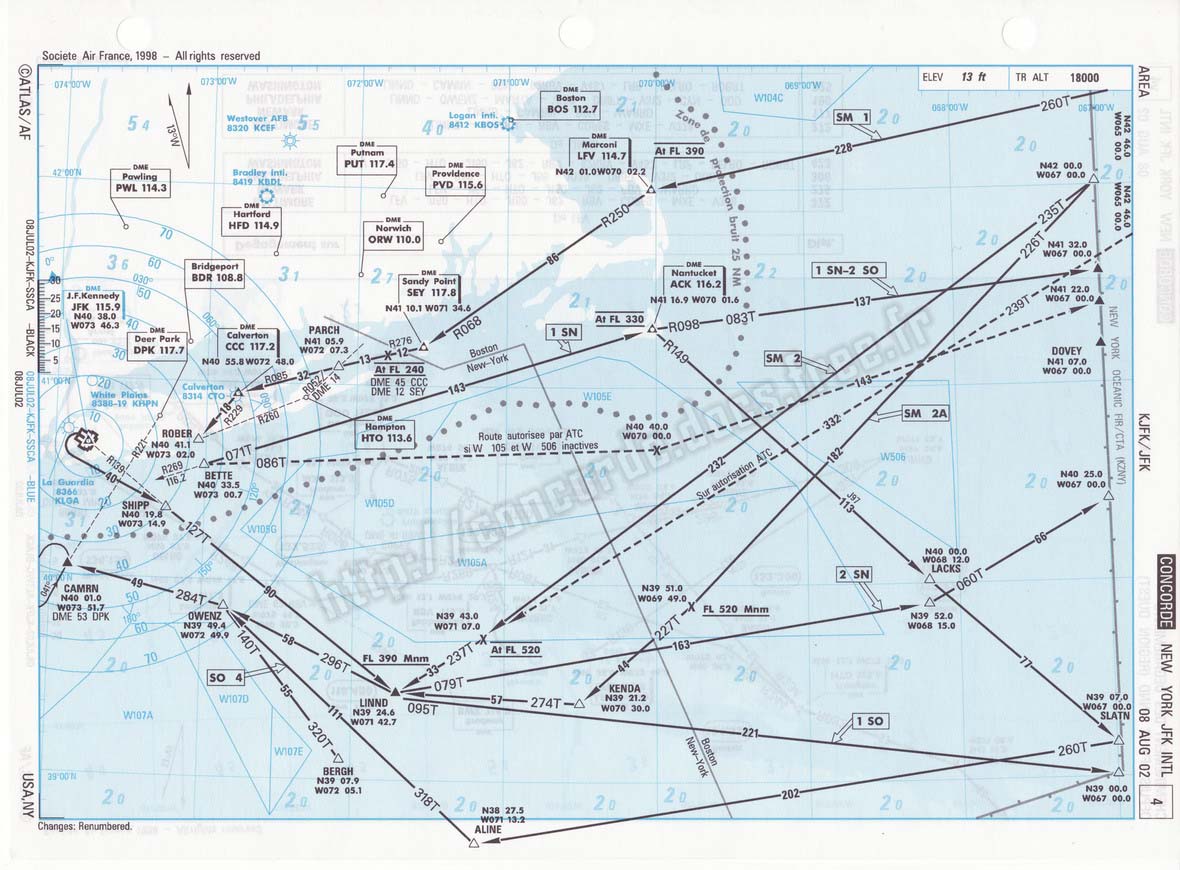 Societe Air France, 1998 – All rights reserved
©ATLAS/AF
08JUL02-KJFK-SSCA –BLACK
08JUL02
08JUL02-KJFK-SSCA –BLUE
074°00'W
073°00'W
072°00'W
071°00'W
070°00'W
069°00'W
068°00'W
067°00'W
ELEV 13 ft
TR ALT 18000
AREA
KJFK/JFK
CONCORDE
NEW YORK JFK INTL
08 AUG 02
4
USA,NY
13°W
5 4
5 5
4 0
2 1
W104C
2 0
2 0
Westover AFB
8320 KCEF
Logan intl.
8412 KBOS
DME
Boston
BOS 112.7
DME
Marconi
LFV 114.7
N42 01.0W070 02.2
At FL 390
Zone de protection bruit 25 NM
SM 1
228
260T
N42 46.0
W065 00.0
N42 00.0
W067 00.0
2 0
N42 46.0
W065 00.0
DME
Pawling
PWL 114.3
42°00'N
Bradley intl.
8419 KBDL
DME
Putnam
PUT 117.4
DME
Providence
PVD 115.6
DME
Hartford
HFD 114.9
DME
Norwich
ORW 110.0
R250
86
235T
226T
2 0
N41 32.0
W067 00.0
3 6
3 1
2 7
2 2
2 1
70
60
50
030°
0°
060°
Bridgeport
BDR 108.8
DME
Sandy Point
SEY 117.8
N41 10.1 W071 34.6
DME
Nantucket
ACK 116.2
N41 16.9 W070 01.6
1 SN–2 SO
137
N41 22.0
W067 00.0
239T
DME
J.F.Kennedy
JFK 115.9
N40 38.0
W073 46.3
DME
Deer Park
DPK 117.7
DME
Calverton
CCC 117.2
N40 55.8W072 48.0
PARCH
N41 05.9
W072 07.3
R068
R276
13 X 12
At FL 240
DME 45 CCC
DME 12 SEY
Boston
New-York
1 SN
At FL 330
R098
083T
R149
SM 2
DOVEY
N41 07.0
W067 00.0
NEW YORK OCEANIC FIR/CTA (KZNY)
30
25
20
15
10
5
41°00'N
White Plains
8388-19 KHPN
Calverton
8314 CTO
R085
32
R052
DME 14
R260
R229
18
090°
143
143
W105E
SM 2A
DME
Hampton
HTO 113.6
Route autorisee par ATC
si W 105 et W 506 inactives
N40 40.0
W070 00.0
332
ROBER
N40 41.1
W073 02.0
R221
071T
086T
R269
116.2
R139
40
BETTE
N40 33.5
W073 00.7
120°
La Guardia
8366
KLGA
3 1
SHIPP
N40 19.8
W073 14.9
127T
Sur autorisation ATC
232
182
W506
2 0
N40 25.0
W067 00.0
J97
113
W105D
W106G
W105A
2 0
2 0
http://concorde-jet
66
N40 00.0
W068 12.0
LACKS
060T
40°00'N
041°
CAMRN
N40 01.0
W073 51.7
DME 53 DPK
49
284T
90
150°
180°
OWENZ
N39 49.4
W072 49.9
N39 43.0
W071 07.0
N39 51.0
W069 49.0
FL 520 Mnm
2 SN
N39 52.0
W068 15.0
At FL 520
227T
163
44
58
296T
FL 390 Mnm
237T
33
079T
77
140T
SO 4
55
111
LINND
N39 24.6
W071 42.7
095T
57
274T
KENDA
N39 21.2
W070 30.0
W107A
W107D
W107E
221
1 SO
N39 07.0
W067 00.0
SLATN
260T
320T
BERGH
N39 07.9
W072 05.1
Boston
New-York
39°00'N
318T
202
N39 00.0
W067 00.0
N38 27.5
W071 13.2
ALINE
Changes: Renumbered.